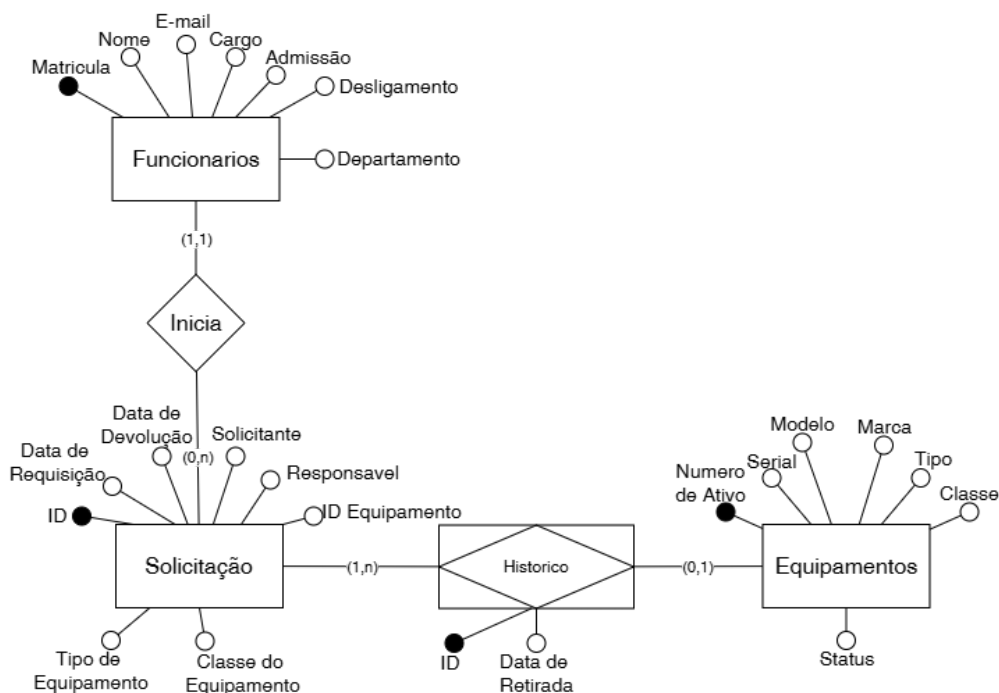 E-mail
Nome
Cargo
Admissão
Matricula
Desligamento
Funcionarios
Departamento
(1,1)
Inicia
Data de
Devolução
Solicitante
(0,n)
Data de
Requisição
Responsavel
ID
ID Equipamento
Solicitação
(1,n)
Historico
(0,1)
Modelo
Marca
Numero
de Ativo
Serial
Tipo
Classe
Equipamentos
Tipo de
Equipamento
Classe do
Equipamento
ID
Data de
Retirada
Status